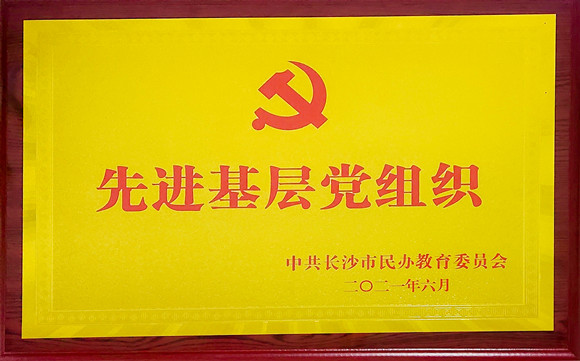 先进基层党组织
中共长沙市民办教育委员会
二〇二一年六月